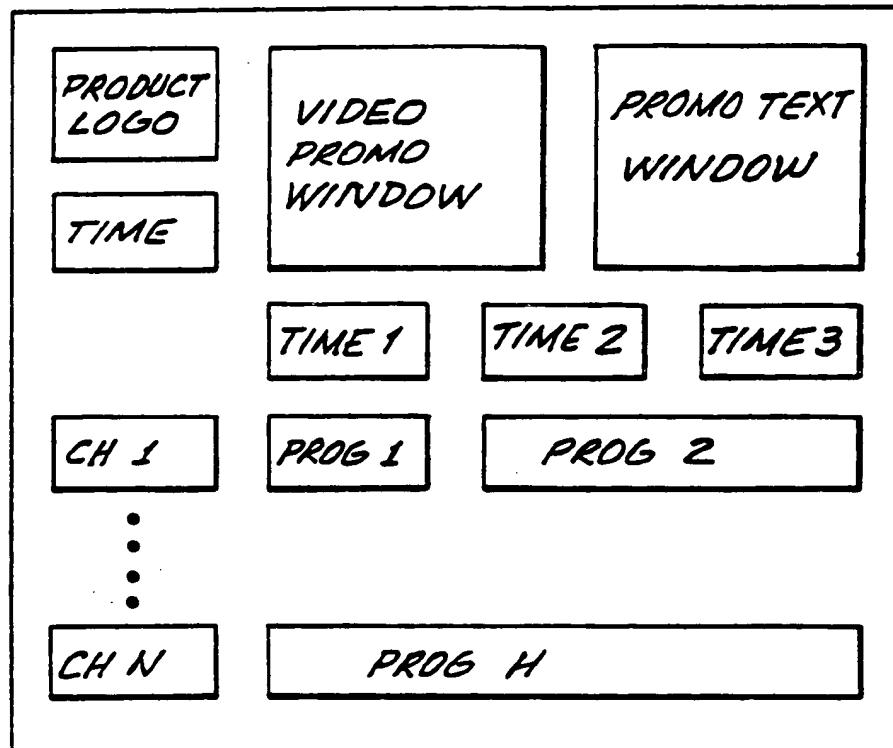 PRODUCT
LOGO
VIDEO
PROMO
WINDOW
PROMO TEXT
WINDOW
TIME
TIME 1
TIME 2
TIME 3
CH 1
PROG 1
PROG 2
CH N
PROG H